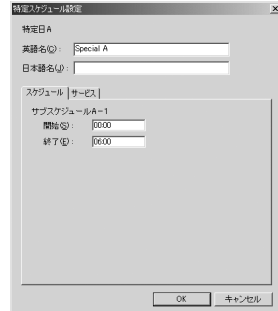 特定スケジュール設定
特定日A
英語名(C): Special A
日本語名(J):
スケジュール サービス
サブスケジュールA-1
開始(S): 00:00
終了(E): 06:00
OK キャンセル